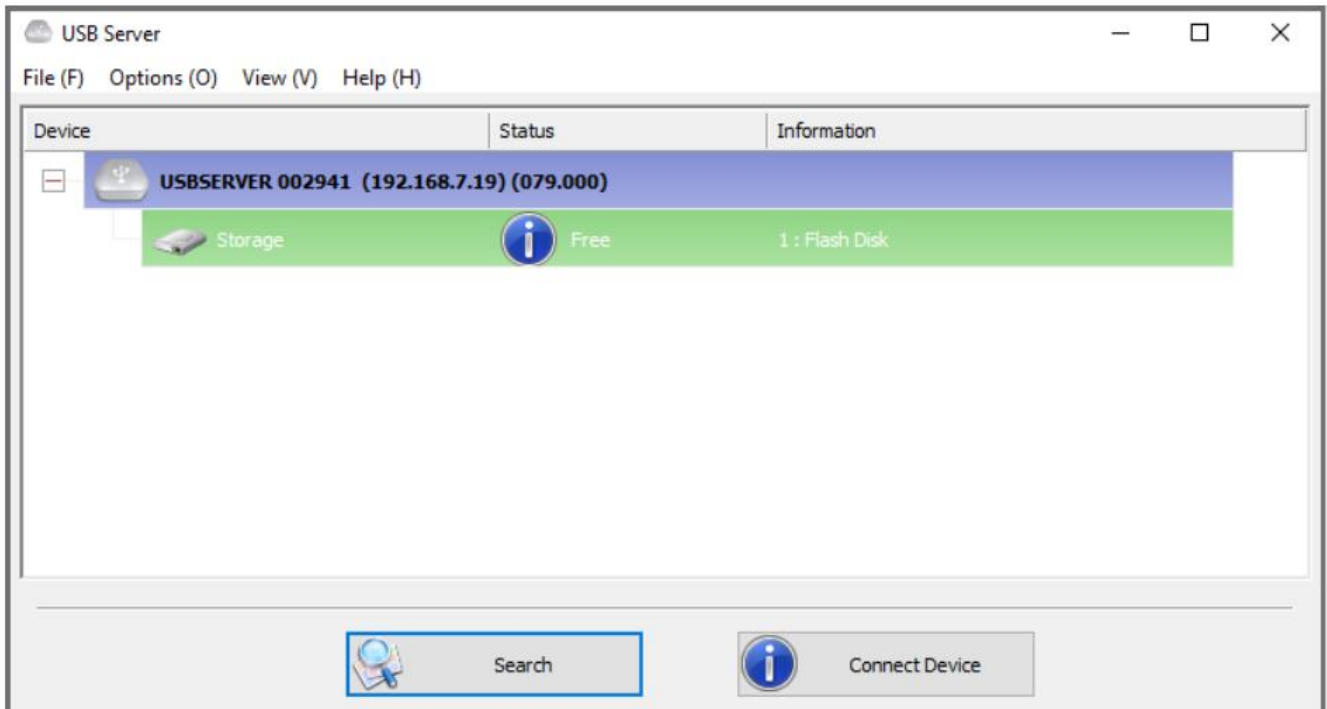 USB Server
File (F) Options (O) View (V) Help (H)
Device Status Information
USBSERVER 002941 (192.168.7.19) (079.000)
Storage Free 1 : Flash Disk
Search Connect Device